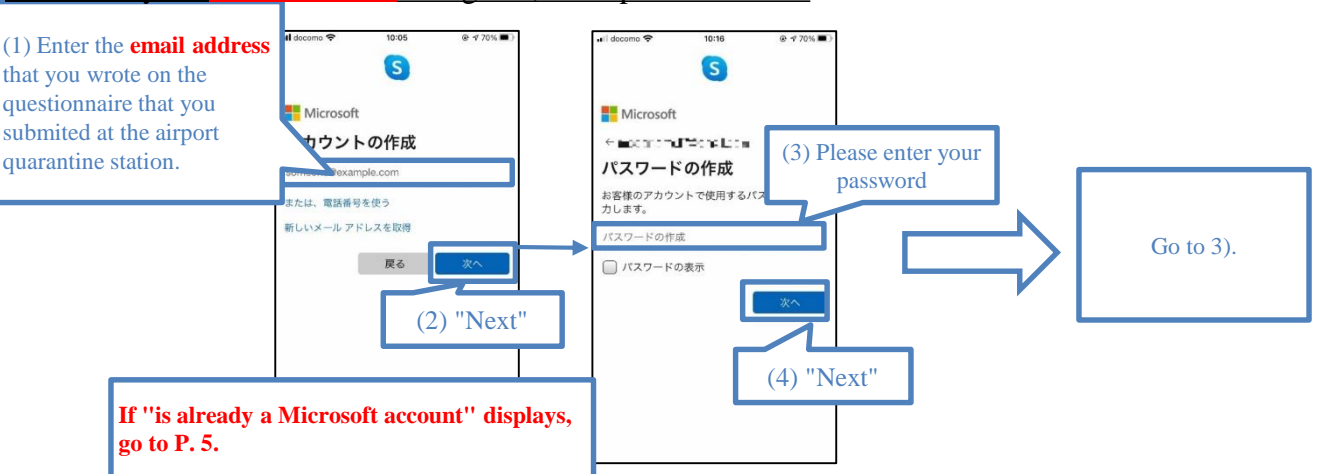 (1) Enter the email address
that you wrote on the
questionnaire that you
submited at the airport
quarantine station.
docomo 10:05 70%
S
Microsoft
カウントの作成
example.com
または、電話番号を使う
新しいメール アドレスを取得
戻る 次へ
(2) "Next"
If "is already a Microsoft account" displays,
go to P. 5.
docomo 10:16 70%
S
Microsoft
パスワードの作成
お客様のアカウントで使用するパス
力します。
パスワードの作成
パスワードの表示
次へ
(3) Please enter your
password
(4) "Next"
Go to 3).